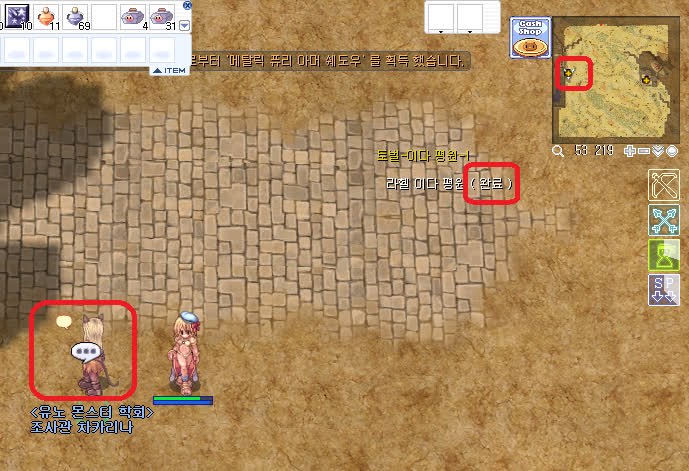 10
11
69
4
31
ITEM
Cash Shop
로부터 '메탈릭 퓨리 아머 쉐도우' 를 획득 했습니다.
53 219
토벌-이다 평원-1
라헬 이다 평원 ( 완료 )
SP
<유노 몬스터 학회>
조사관 차카리나